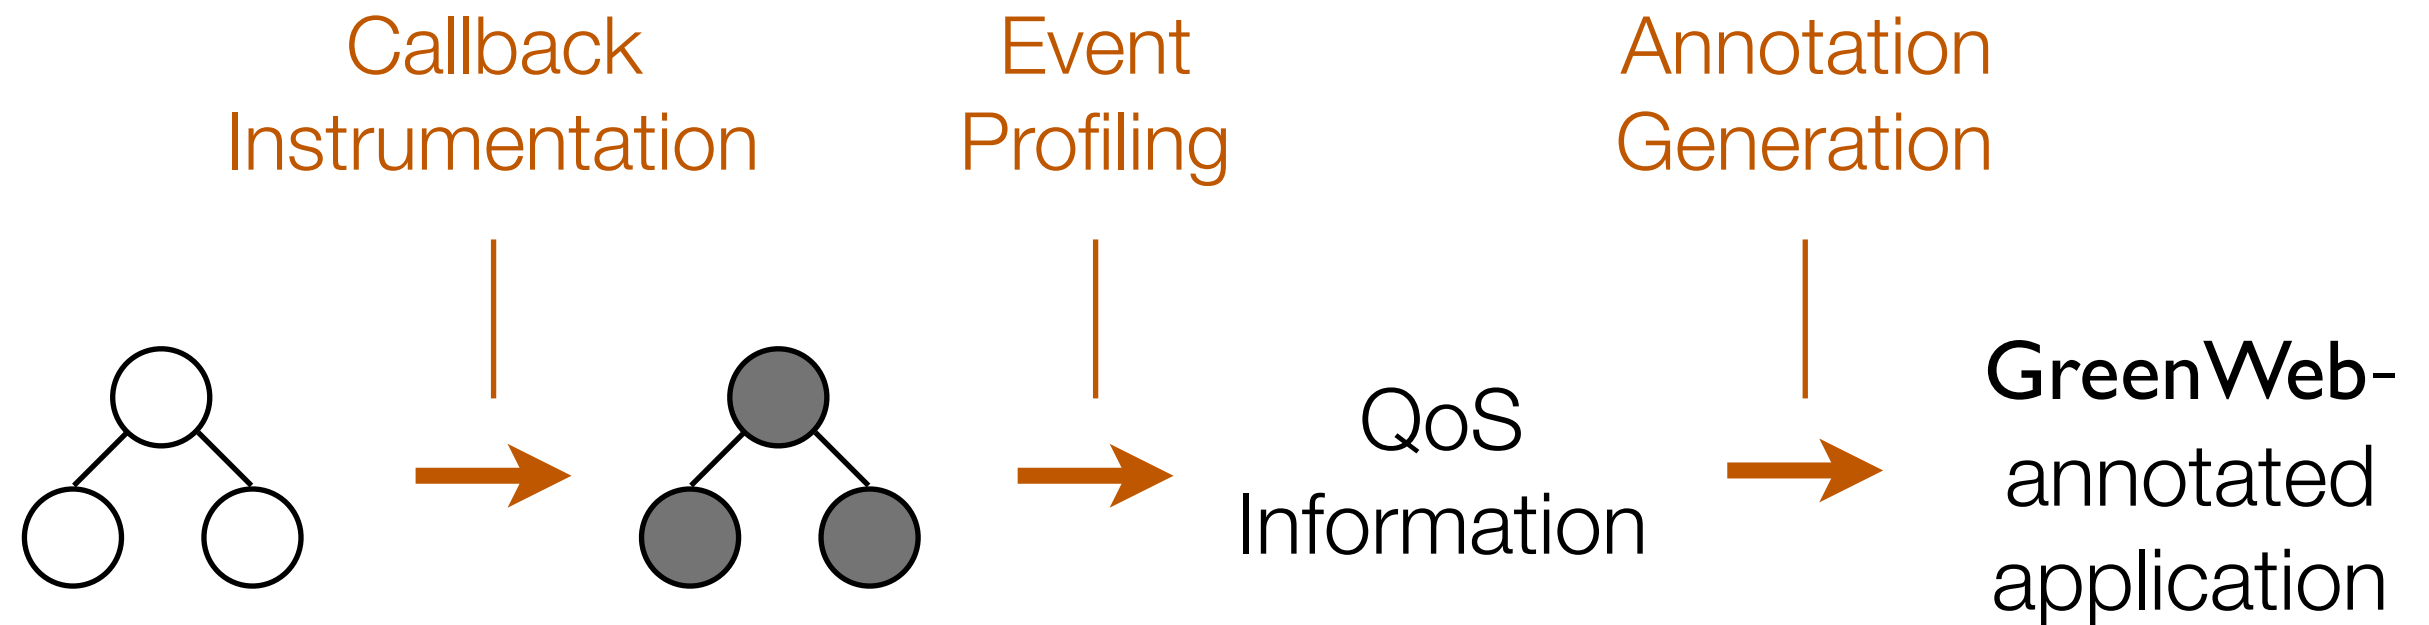 Callback
Instrumentation
Event
Profiling
Annotation
Generation
QoS
Information
GreenWeb-
annotated
application